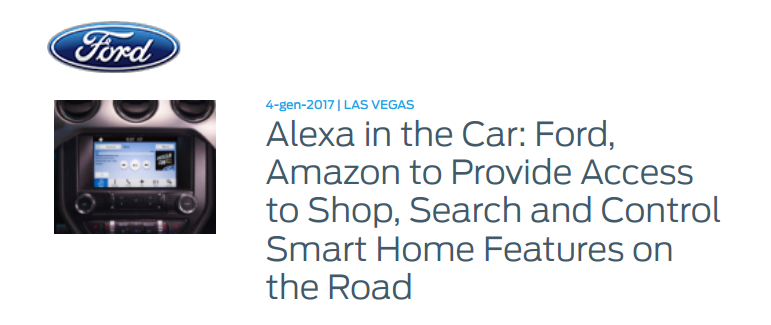 Ford
4-gen-2017 | LAS VEGAS
Alexa in the Car: Ford,
Amazon to Provide Access
to Shop, Search and Control
Smart Home Features on
the Road